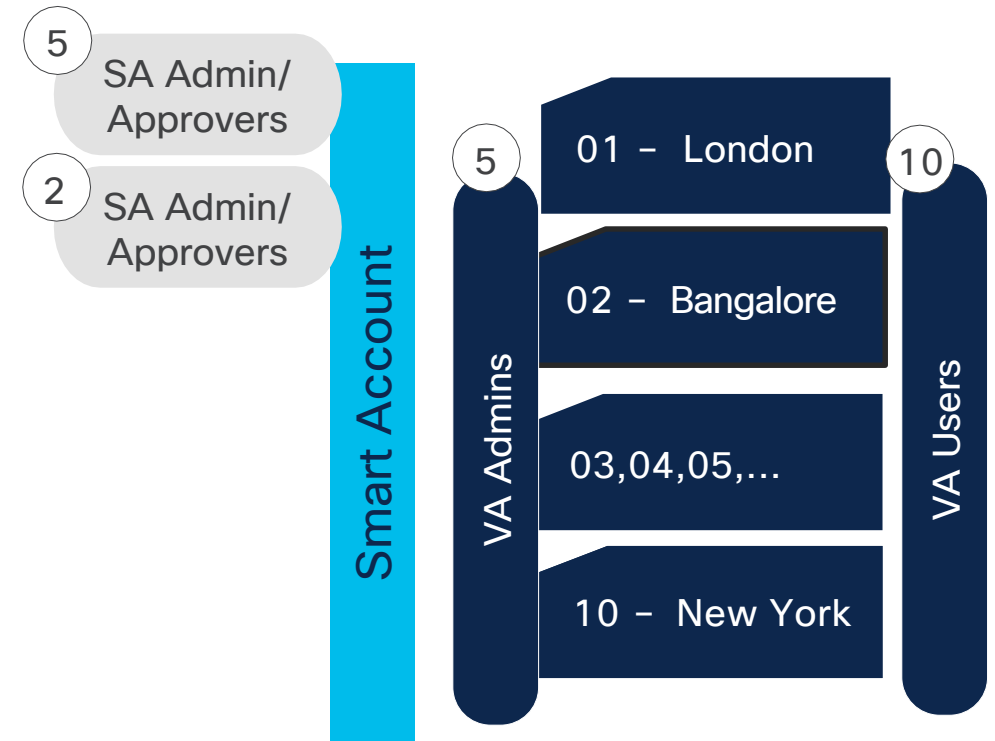 5
SA Admin/
Approvers
2
SA Admin/
Approvers
Smart Account
5
VA Admins
01 – London
02 – Bangalore
03,04,05,...
10 – New York
10
VA Users